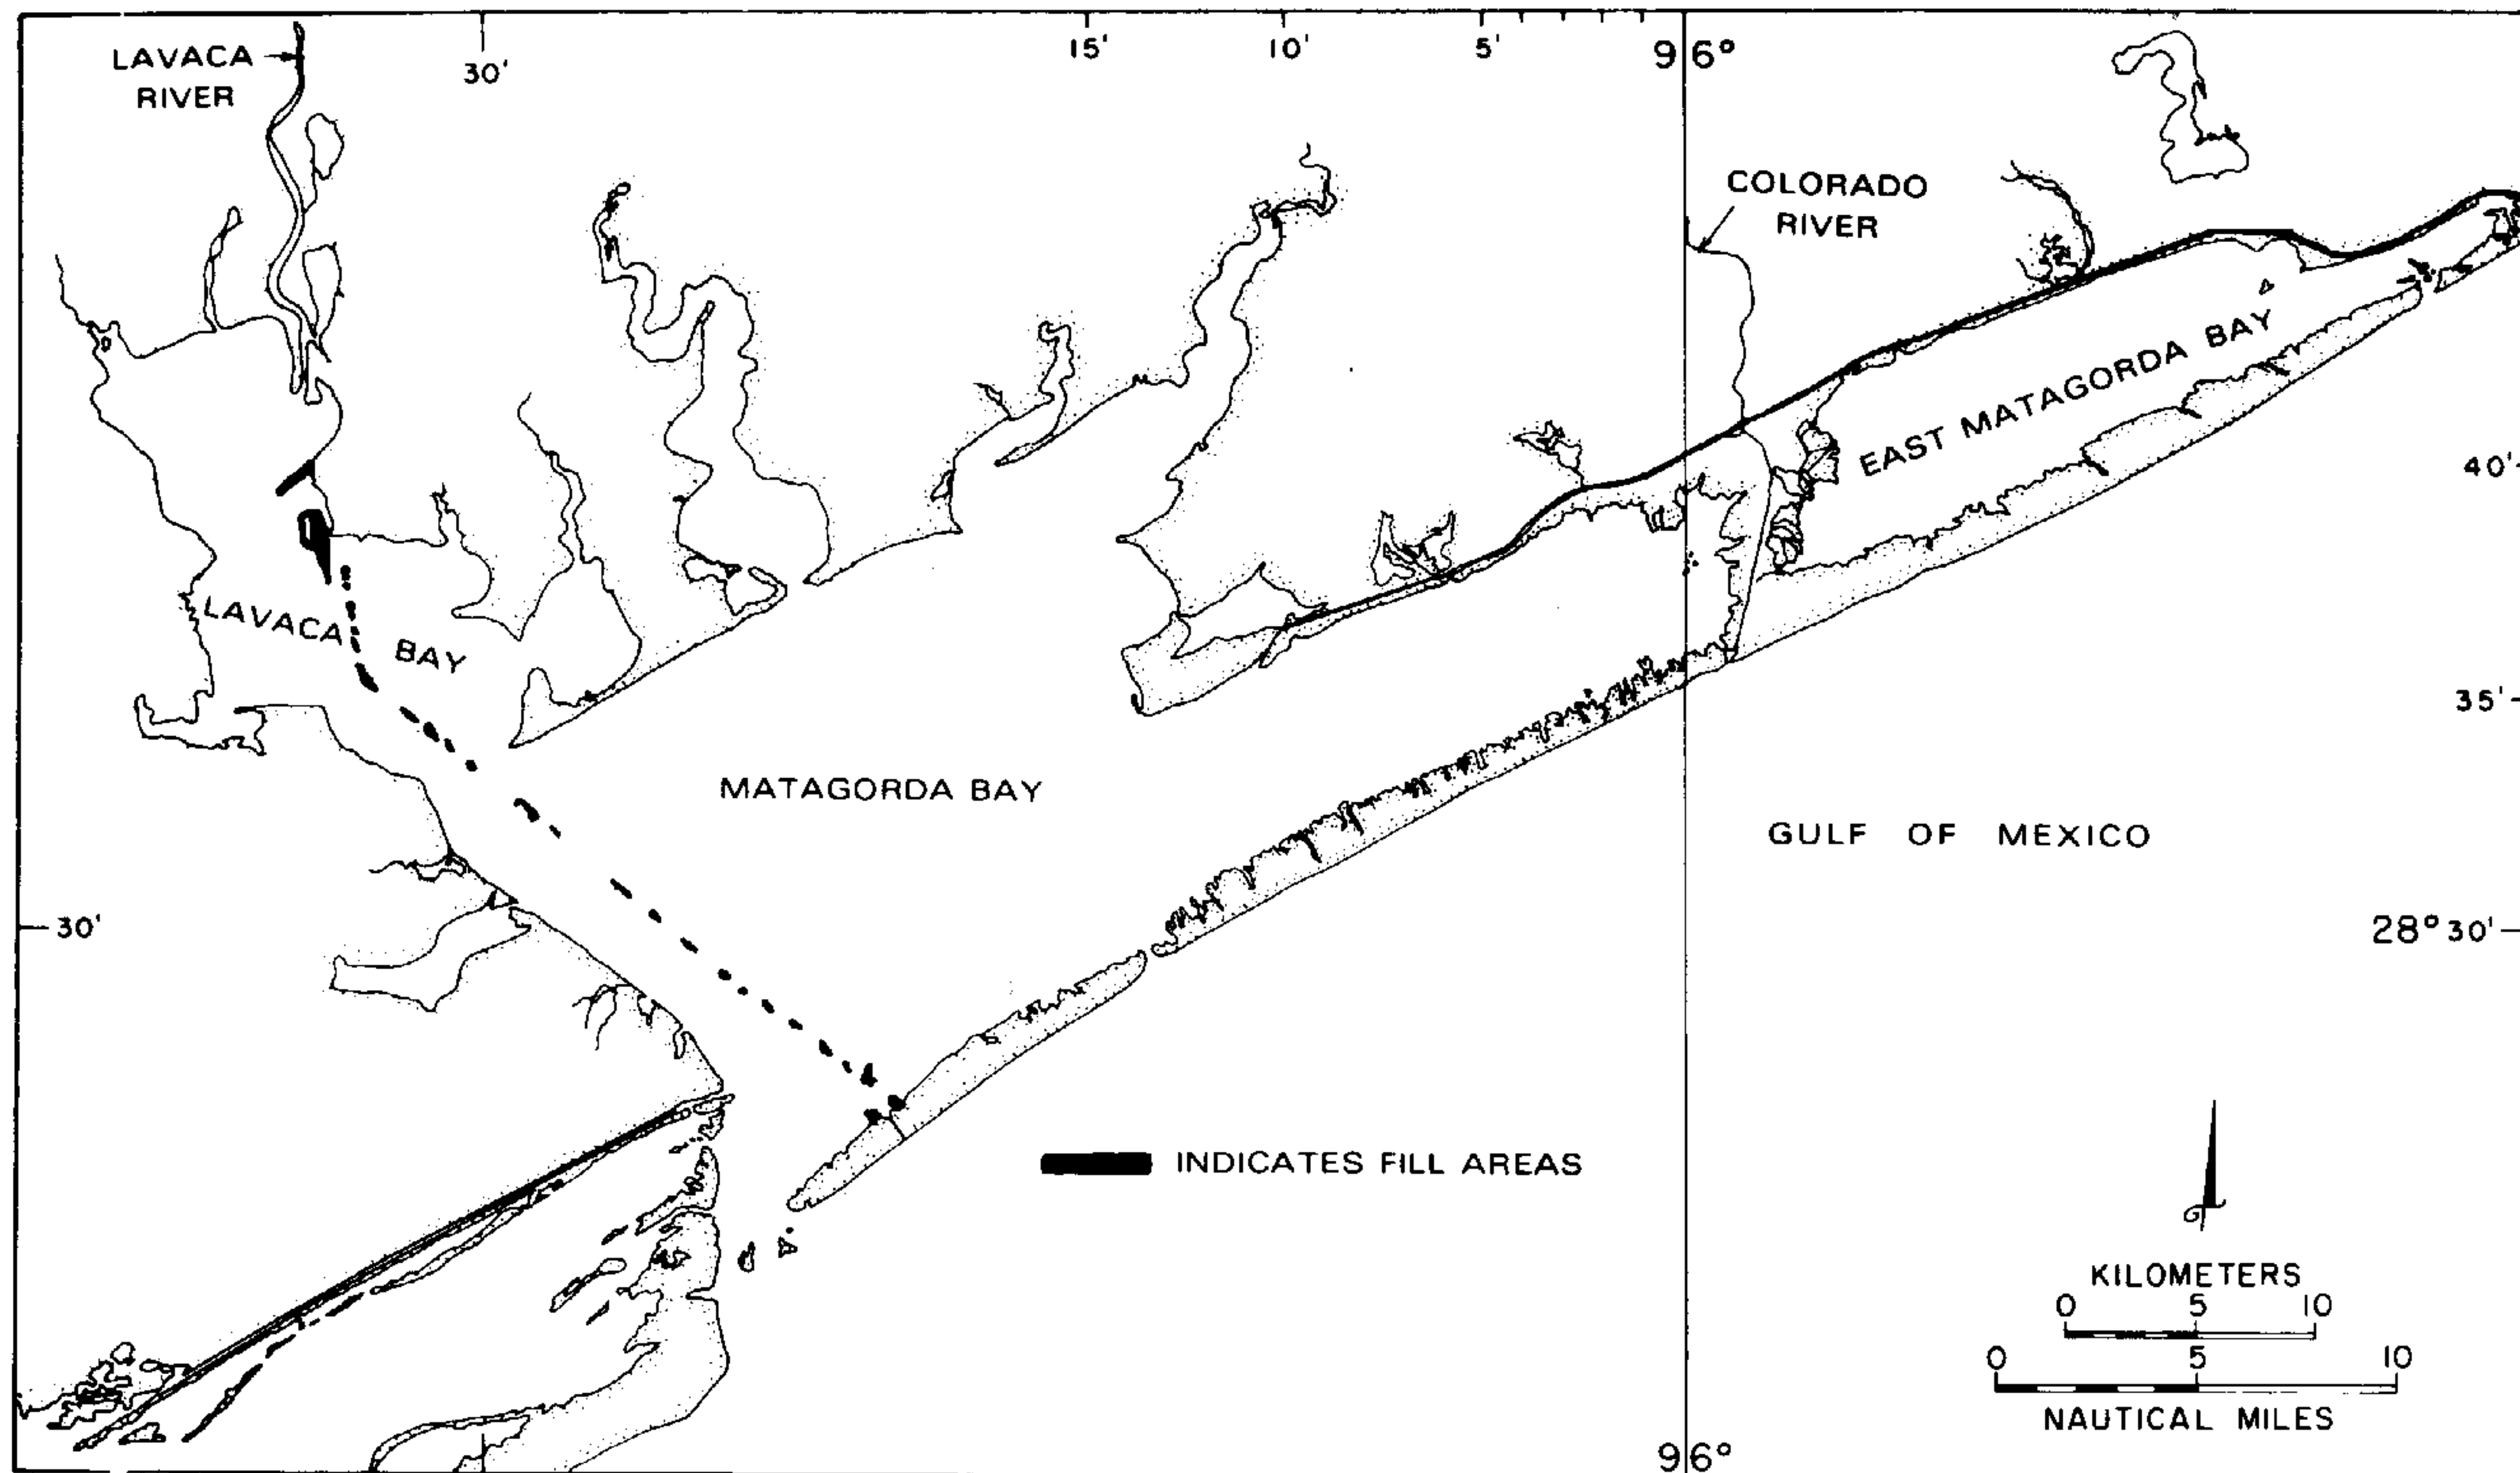 LAVACA
RIVER
30'
15'
10'
5'
96°
COLORADO
RIVER
EAST MATAGORDA BAY
40'
LAVACA BAY
35'
MATAGORDA BAY
GULF OF MEXICO
30'
28°30'
INDICATES FILL AREAS
KILOMETERS
0 5 10
0 5 10
NAUTICAL MILES
96°